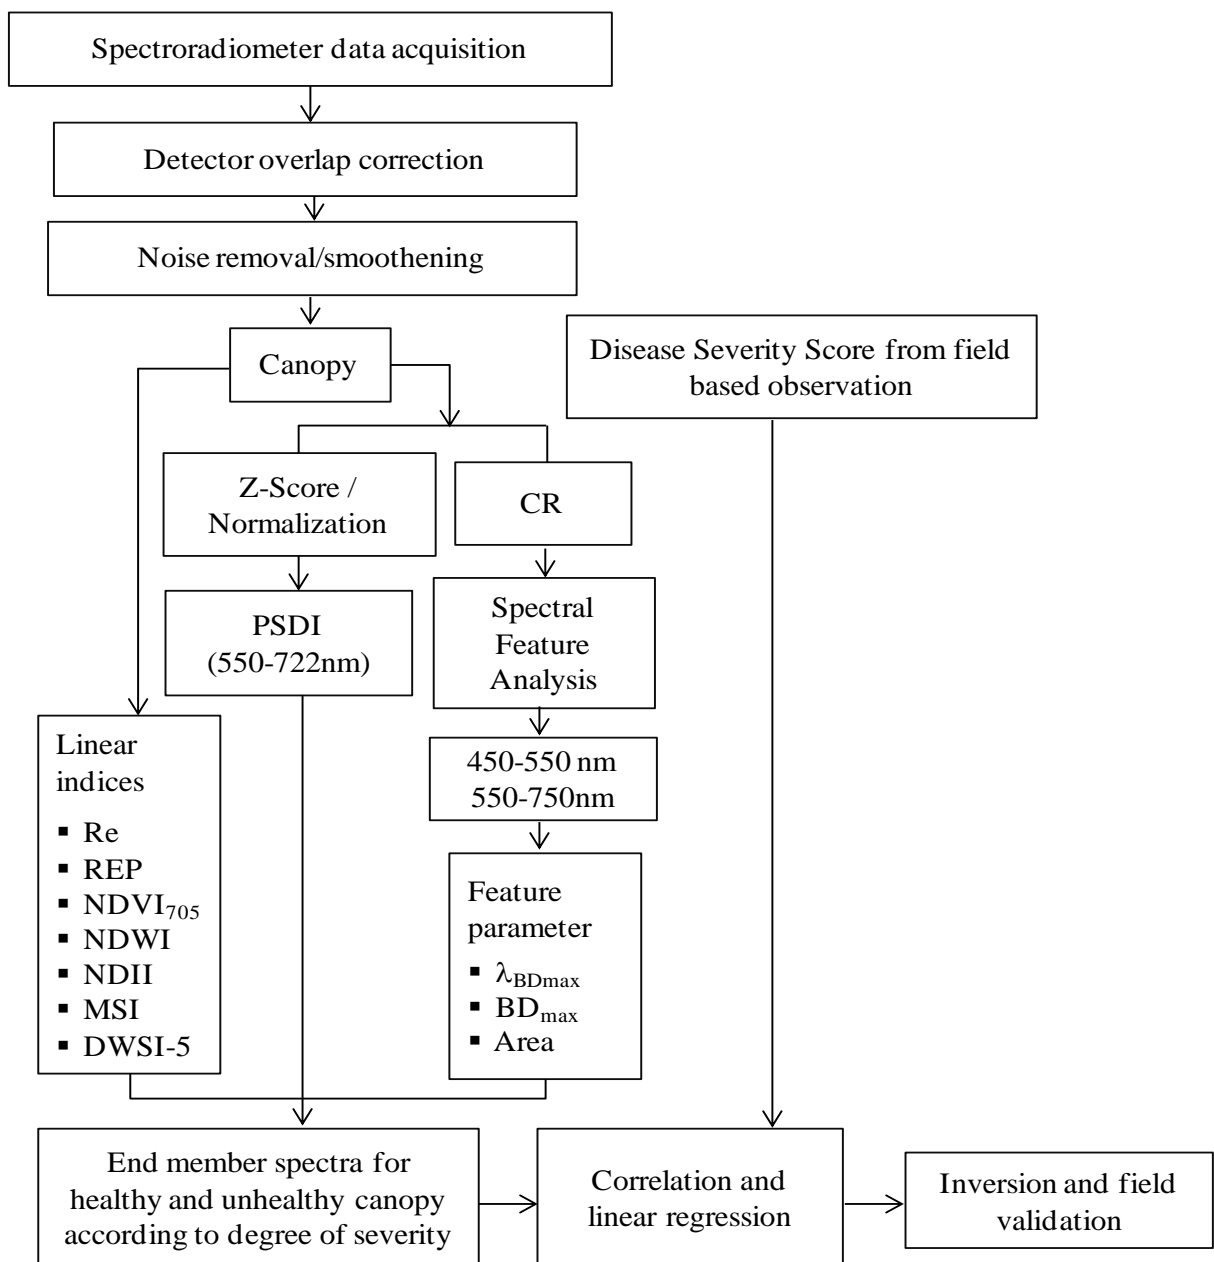 Spectroradiometer data acquisition
Detector overlap correction
Noise removal/smoothening
Canopy
Disease Severity Score from field
based observation
Z-Score /
Normalization
CR
PSDI
(550-722nm)
Spectral
Feature
Analysis
450-550 nm
550-750nm
Linear
indices
▪ Re
▪ REP
▪ NDVI₇₀₅
▪ NDWI
▪ NDII
▪ MSI
▪ DWSI-5
Feature
parameter
▪ λBDmax
▪ BDmax
▪ Area
End member spectra for
healthy and unhealthy canopy
according to degree of severity
Correlation and
linear regression
Inversion and field
validation